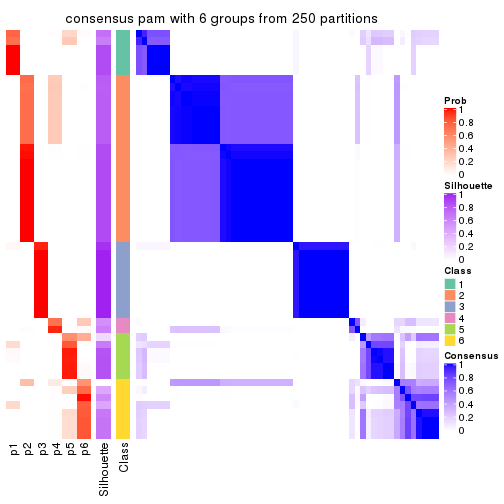 consensus pam with 6 groups from 250 partitions
Prob
1
0.8
0.6
0.4
0.2
0
Silhouette
1
0.8
0.6
0.4
0.2
0
Class
1
2
3
4
5
6
Consensus
1
0.8
0.6
0.4
0.2
0
p1
p2
p3
p4
p5
p6
Silhouette
Class